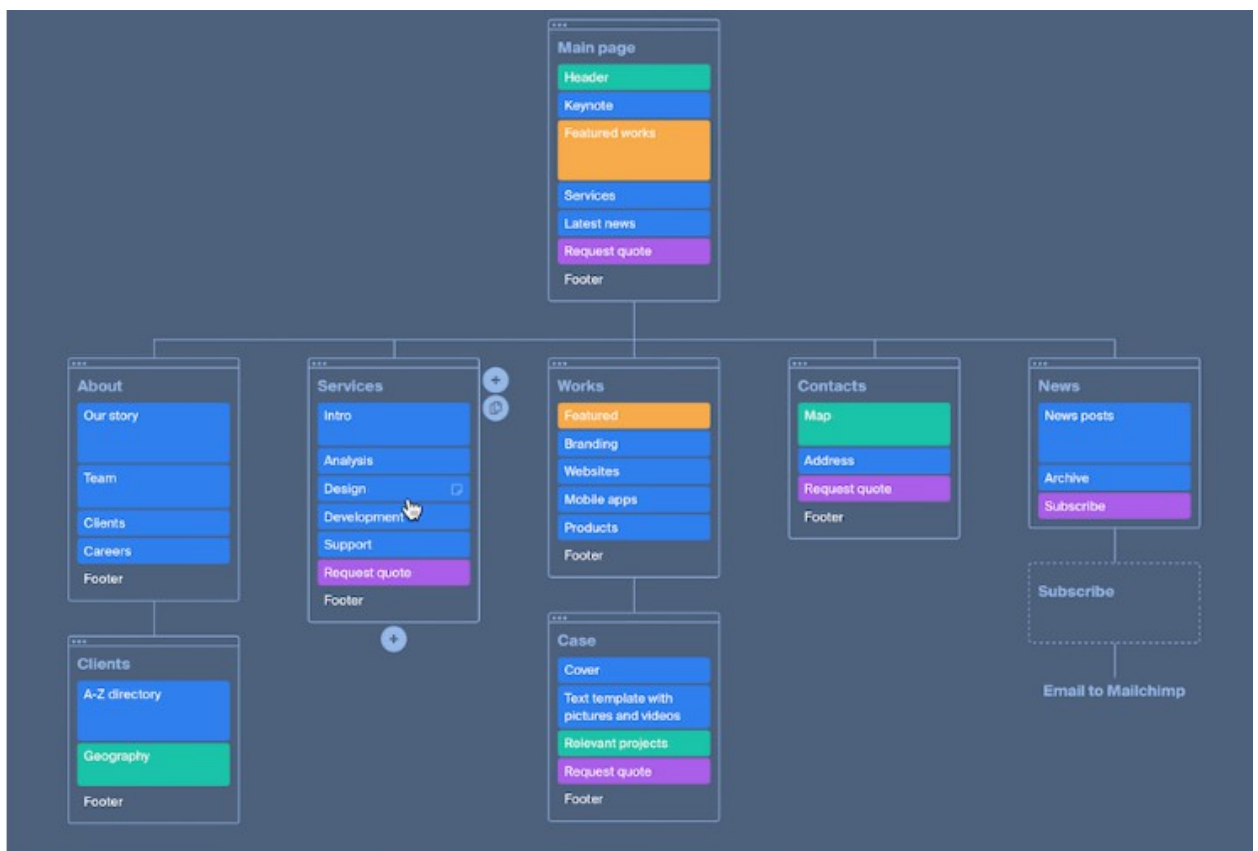 Main page
Header
Keynote
Featured works
Services
Latest news
Request quote
Footer
About
Our story
Team
Clients
Careers
Footer
Services
Intro
Analysis
Design
Development
Support
Request quote
Footer
Works
Featured
Branding
Websites
Mobile apps
Products
Footer
Contacts
Map
Address
Request quote
Footer
News
News posts
Archive
Subscribe
Clients
A-Z directory
Geography
Footer
Case
Cover
Text template with
pictures and videos
Relevant projects
Request quote
Footer
Subscribe
Email to Mailchimp